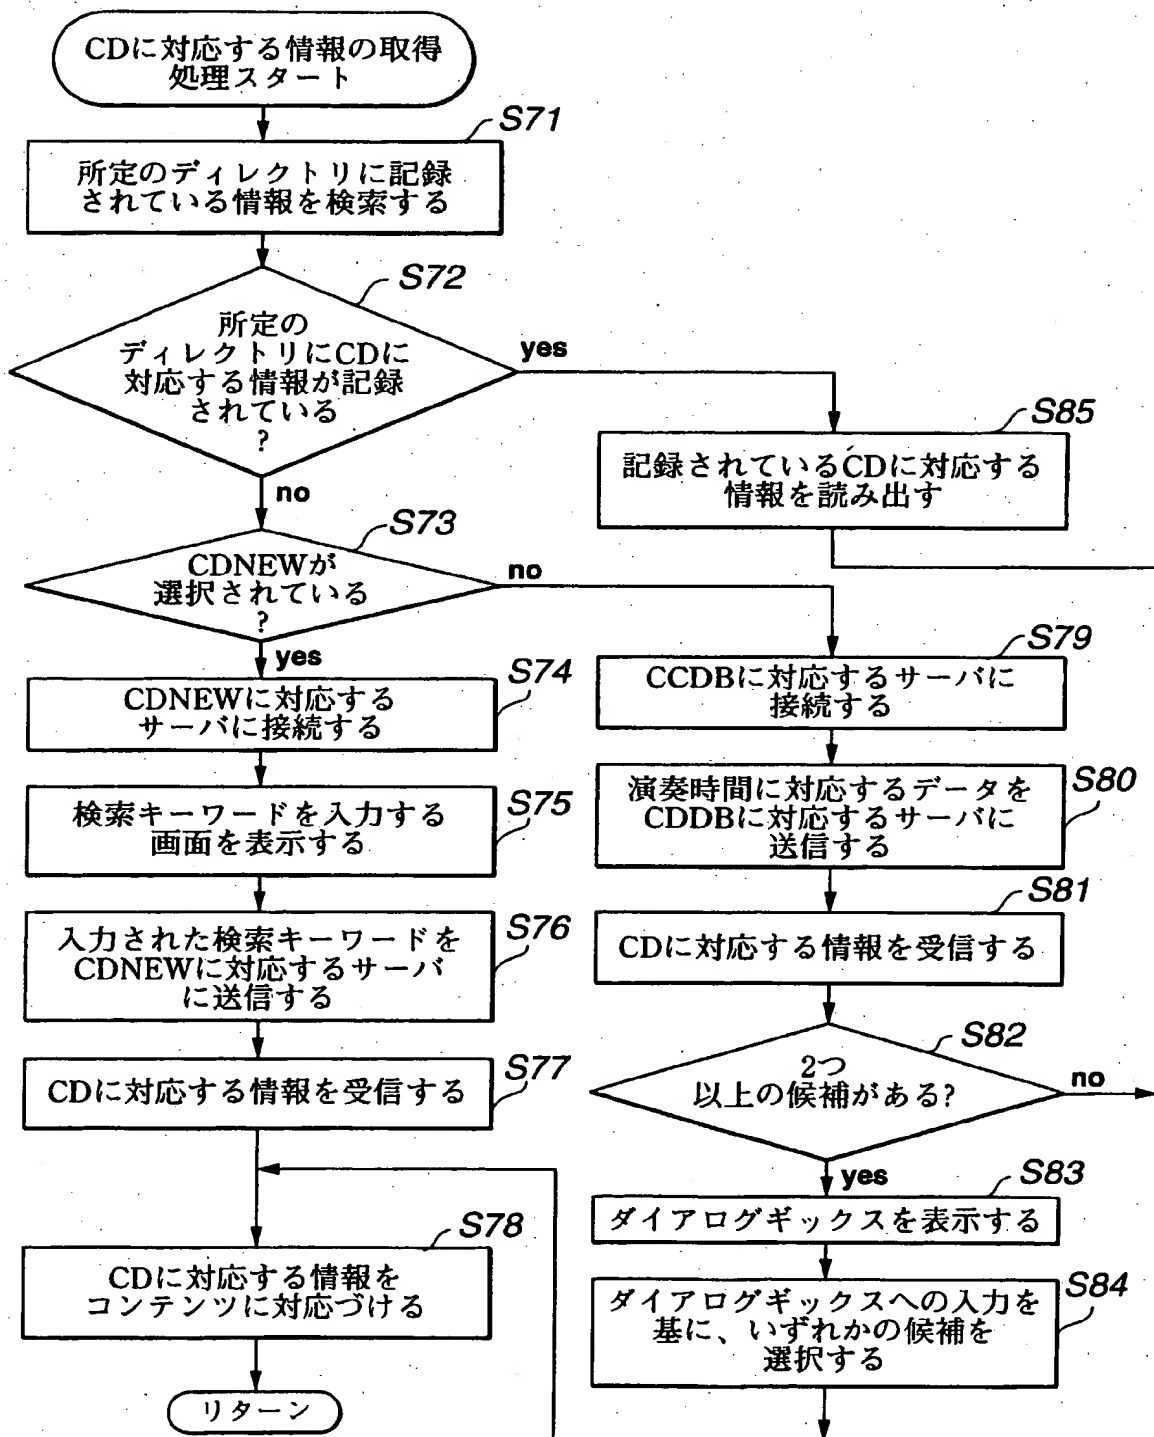 CDに対応する情報の取得
処理スタート
S71
所定のディレクトリに記録
されている情報を検索する
S72
所定の
ディレクトリにCDに
対応する情報が記録
されている
?
yes
no
S85
記録されているCDに対応する
情報を読み出す
S73
CDNEWが
選択されている
?
no
yes
S74
CDNEWに対応する
サーバに接続する
S75
検索キーワードを入力する
画面を表示する
S76
入力された検索キーワードを
CDNEWに対応するサーバ
に送信する
S77
CDに対応する情報を受信する
S78
CDに対応する情報を
コンテンツに対応づける
リターン
S79
CCDBに対応するサーバに
接続する
S80
演奏時間に対応するデータを
CDDBに対応するサーバに
送信する
S81
CDに対応する情報を受信する
S82
2つ
以上の候補がある?
no
yes
S83
ダイアログギックスを表示する
S84
ダイアログギックスへの入力を
基に、いずれかの候補を
選択する